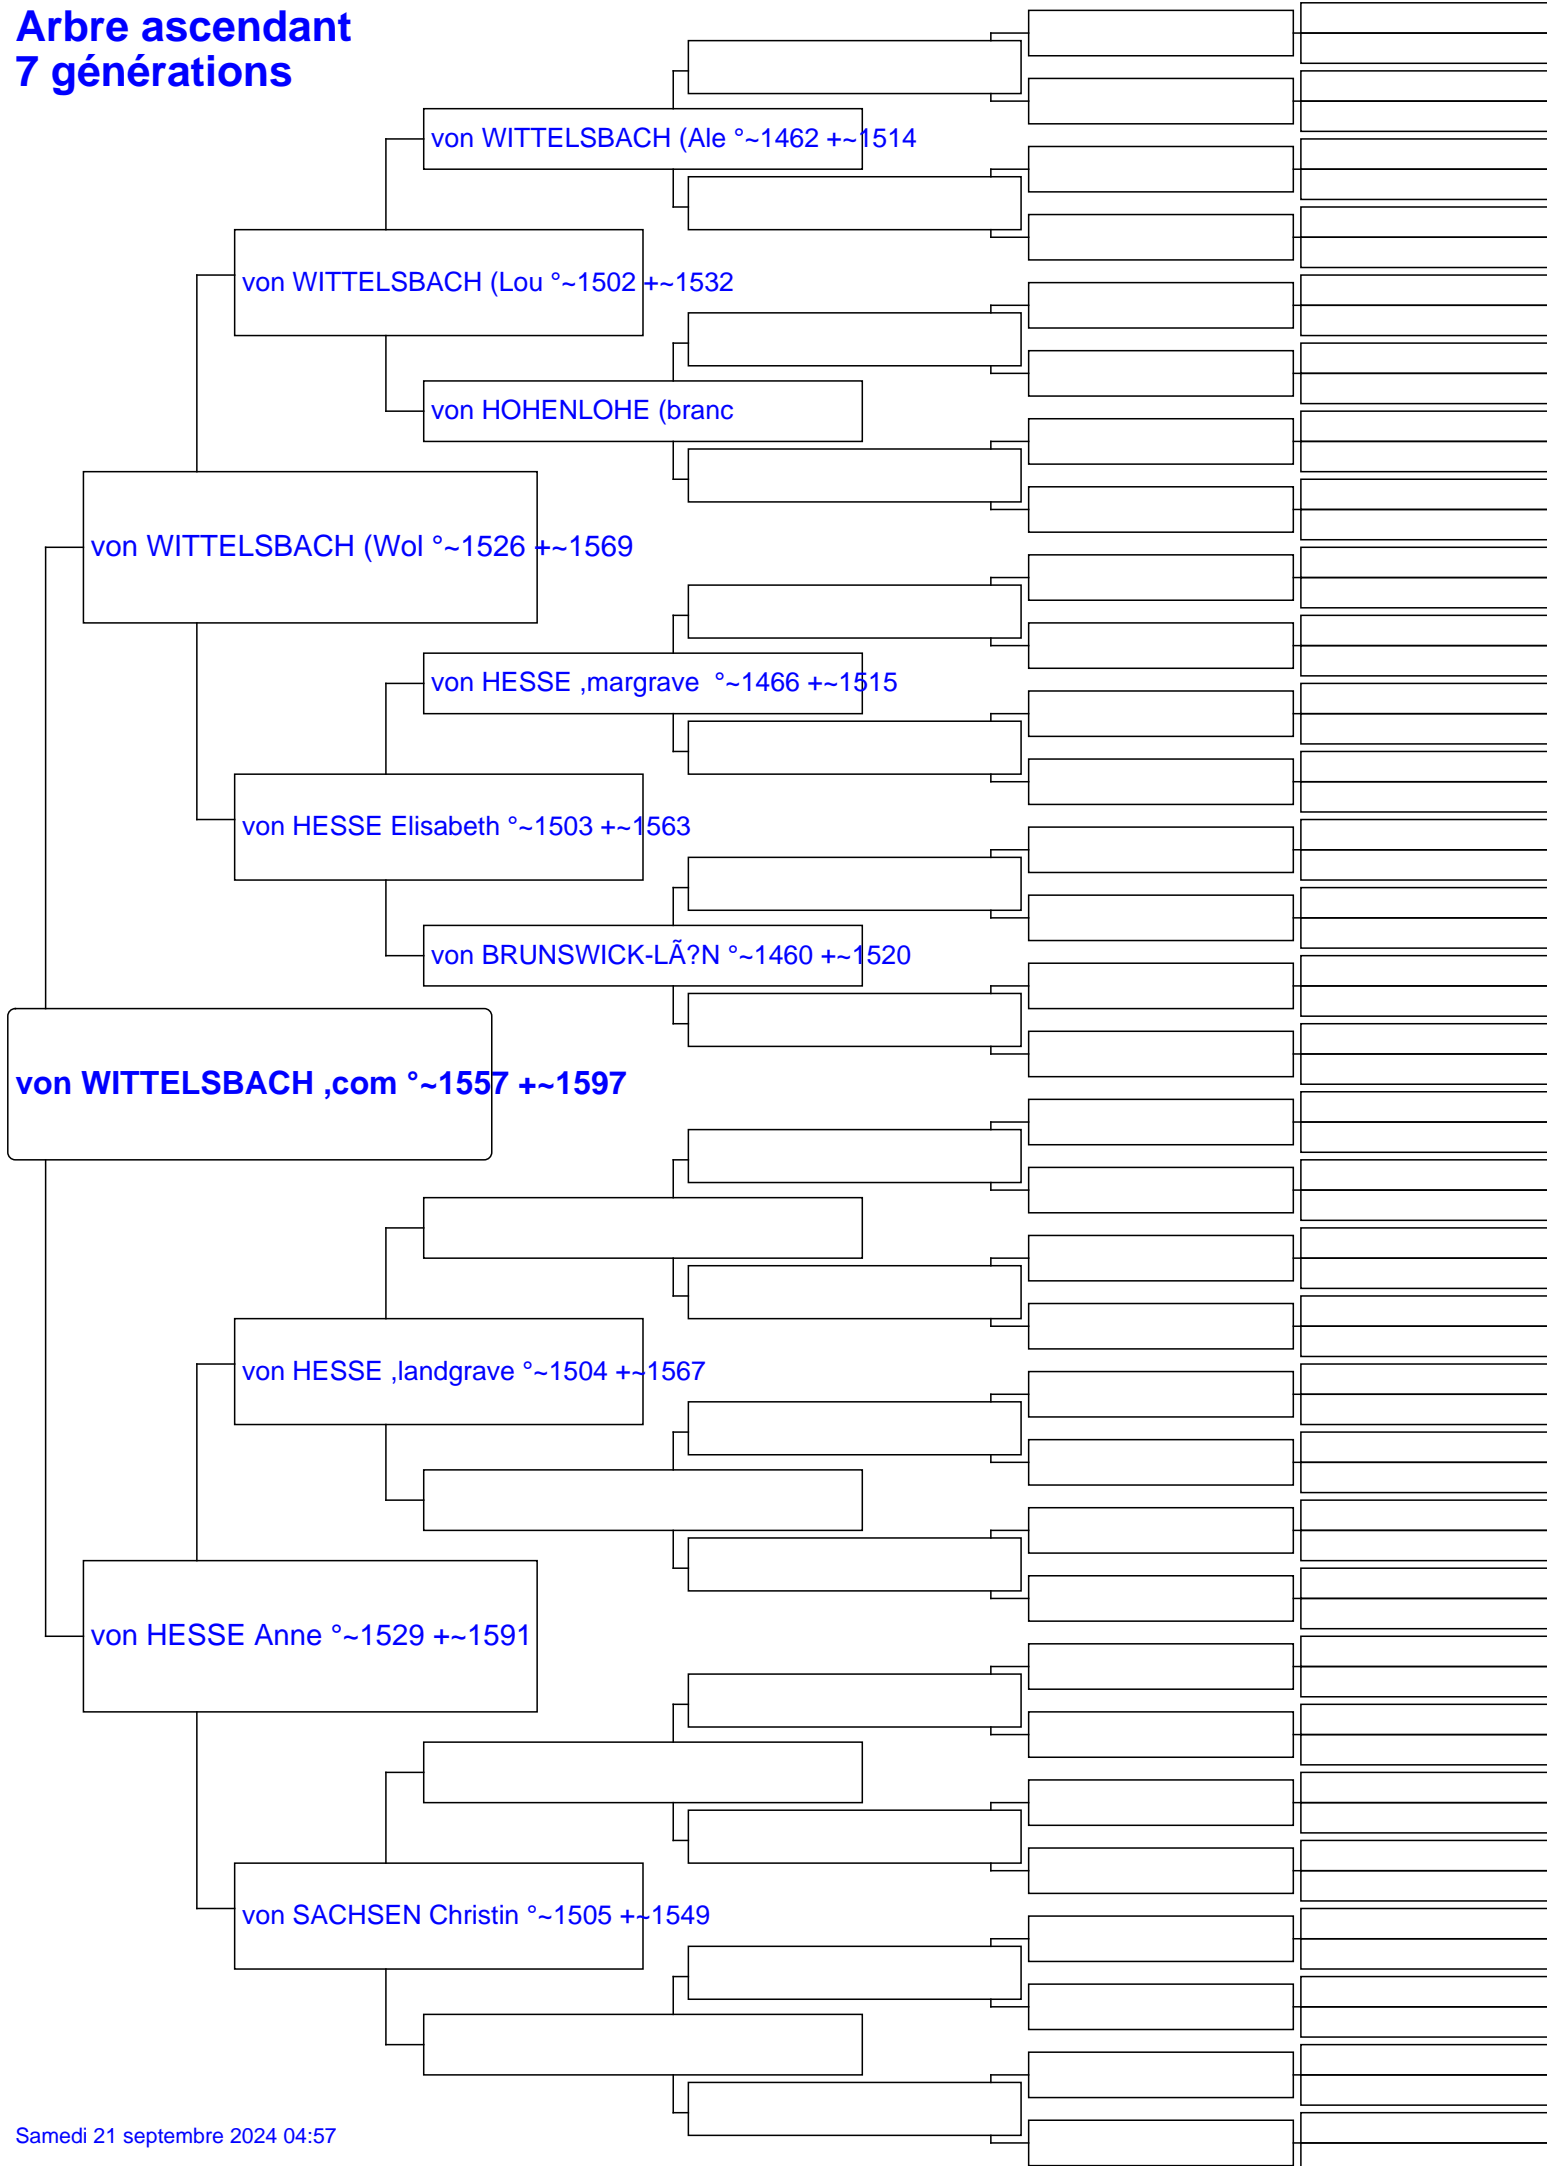 Arbre ascendant
7 générations
von WITTELSBACH (Ale °~1462 +~1514
von WITTELSBACH (Lou °~1502 +~1532
von HOHENLOHE (branc
von WITTELSBACH (Wol °~1526 +~1569
von HESSE ,margrave  °~1466 +~1515
von HESSE Elisabeth °~1503 +~1563
von BRUNSWICK-LÃ?N °~1460 +~1520
von WITTELSBACH ,com °~1557 +~1597
von HESSE ,landgrave °~1504 +~1567
von HESSE Anne °~1529 +~1591
von SACHSEN Christin °~1505 +~1549
Samedi 21 septembre 2024 04:57